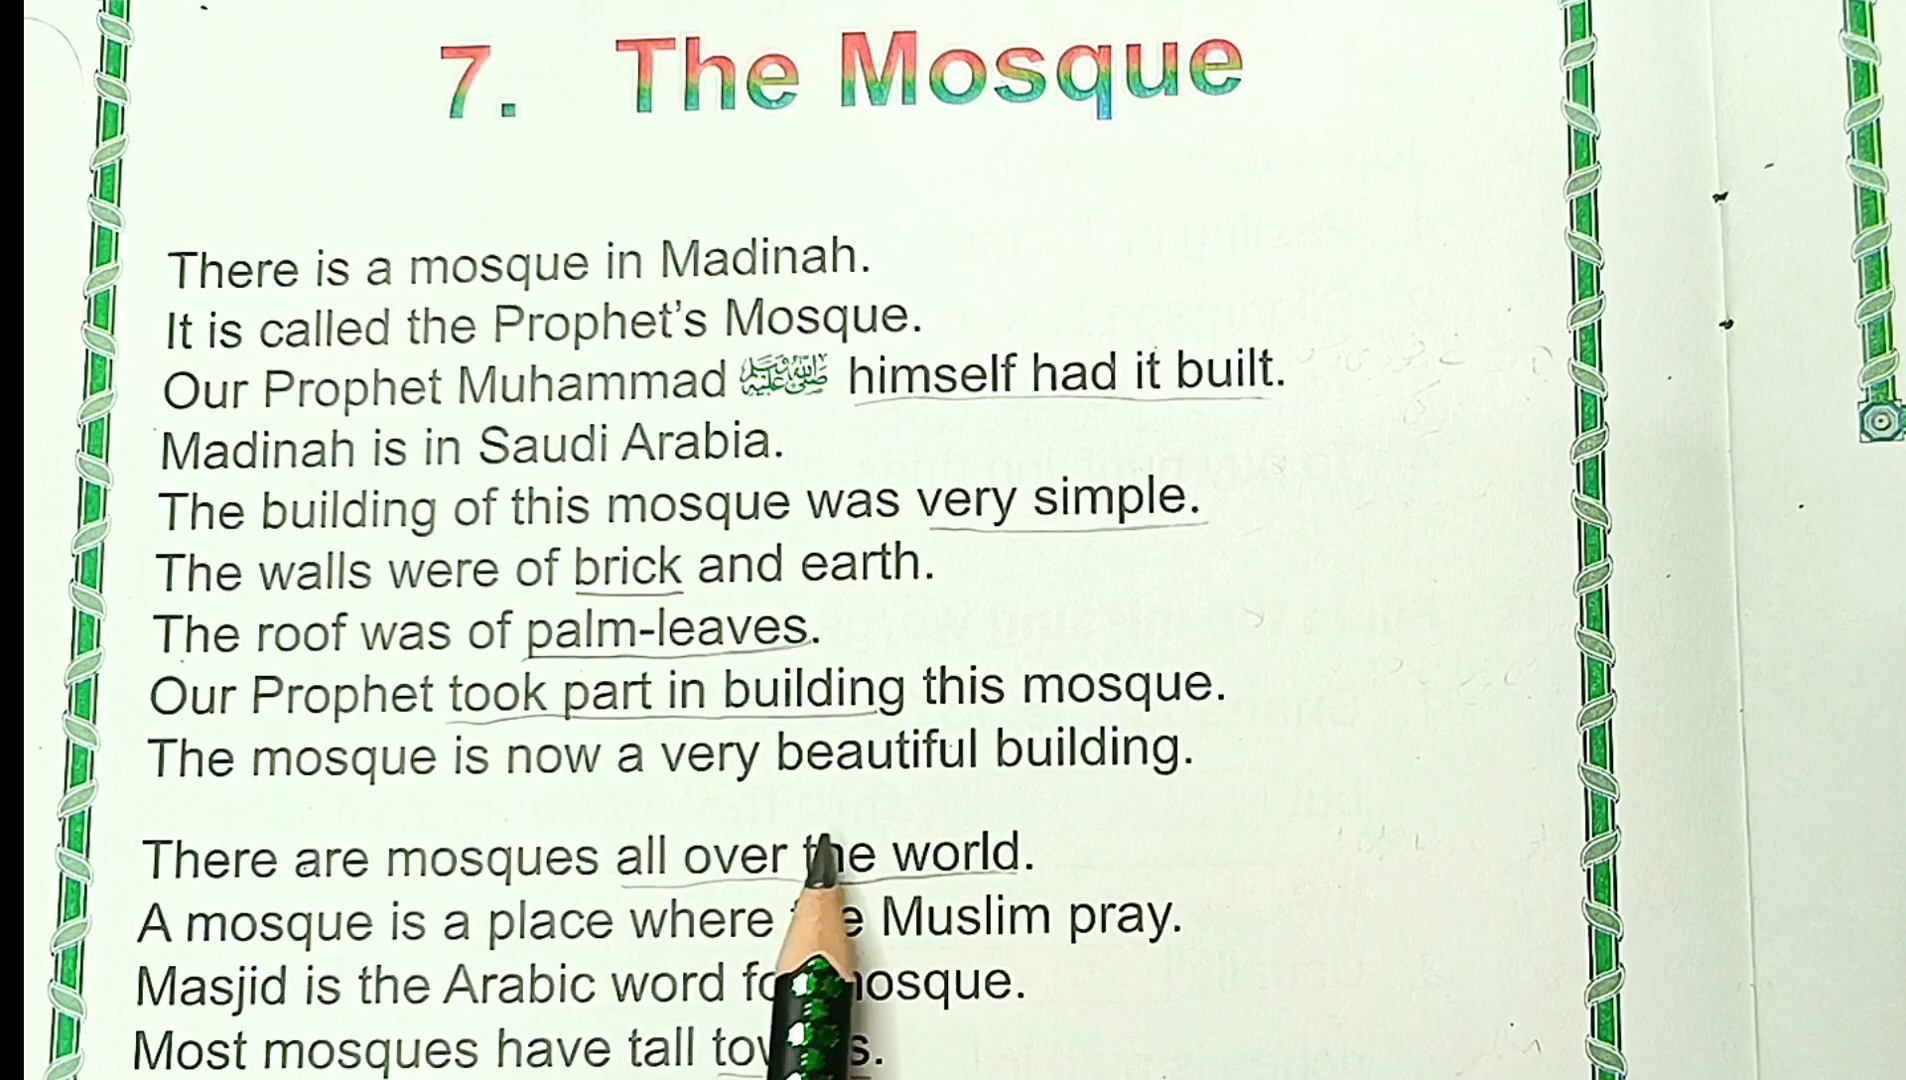 7. The Mosque
There is a mosque in Madinah.
It is called the Prophet's Mosque.
Our Prophet Muhammad ﷺ himself had it built.
Madinah is in Saudi Arabia.
The building of this mosque was very simple.
The walls were of brick and earth.
The roof was of palm-leaves.
Our Prophet took part in building this mosque.
The mosque is now a very beautiful building.
There are mosques all over the world.
A mosque is a place where the Muslim pray.
Masjid is the Arabic word for mosque.
Most mosques have tall towers.